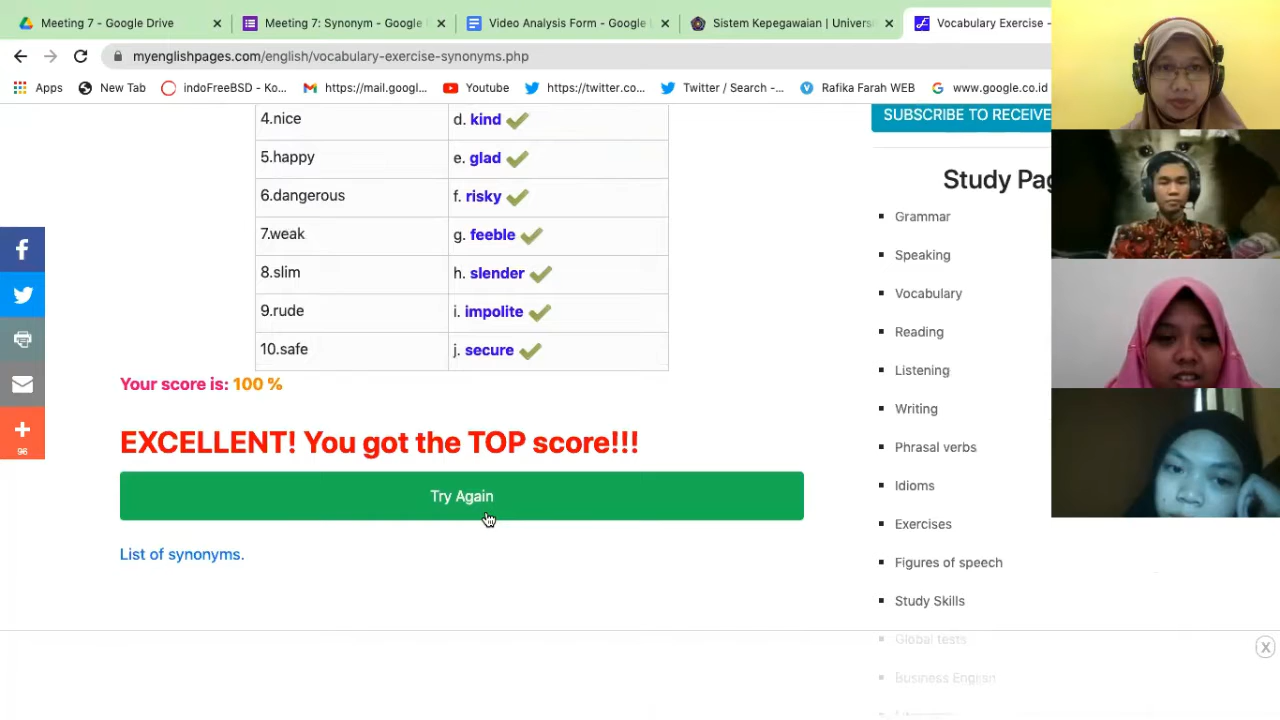 Meeting 7 - Google Drive
Meeting 7: Synonym - Google
Video Analysis Form - Google
Sistem Kepegawaian | Univers
Vocabulary Exercise -
myenglishpages.com/english/vocabulary-exercise-synonyms.php
Apps New Tab indoFreeBSD - Ko... https://mail.googl... Youtube https://twitter.co... Twitter / Search -... Rafika Farah WEB www.google.co.id
4.nice d. kind
5.happy e. glad
6.dangerous f. risky
7.weak g. feeble
8.slim h. slender
9.rude i. impolite
10.safe j. secure
Your score is: 100 %
EXCELLENT! You got the TOP score!!!
Try Again
List of synonyms.
96
SUBSCRIBE TO RECEIVE
Study Pag
Grammar
Speaking
Vocabulary
Reading
Listening
Writing
Phrasal verbs
Idioms
Exercises
Figures of speech
Study Skills
Global tests
Business English